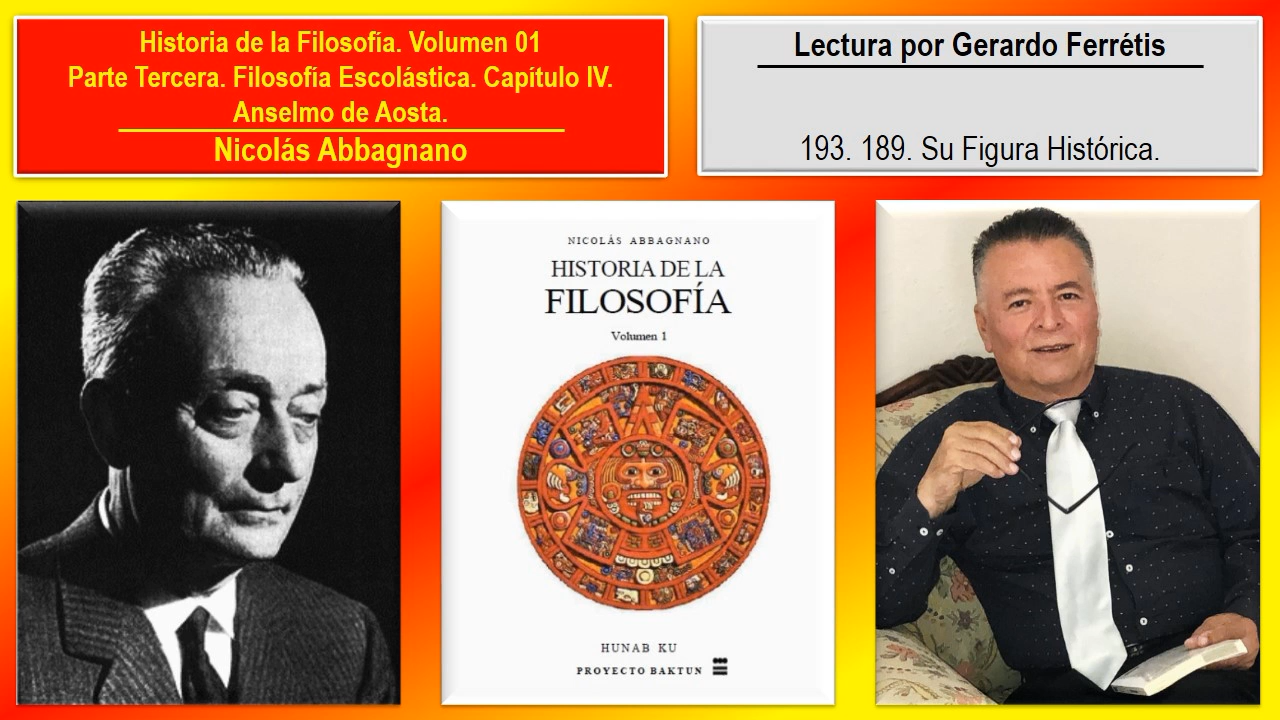 Historia de la Filosofía. Volumen 01
Parte Tercera. Filosofía Escolástica. Capítulo IV.
Anselmo de Aosta.
Nicolás Abbagnano
Lectura por Gerardo Ferrétis
193. 189. Su Figura Histórica.
NICOLÁS ABBAGNANO
HISTORIA DE LA
FILOSOFÍA
Volumen 1
HUNAB KU
PROYECTO BAKTUN